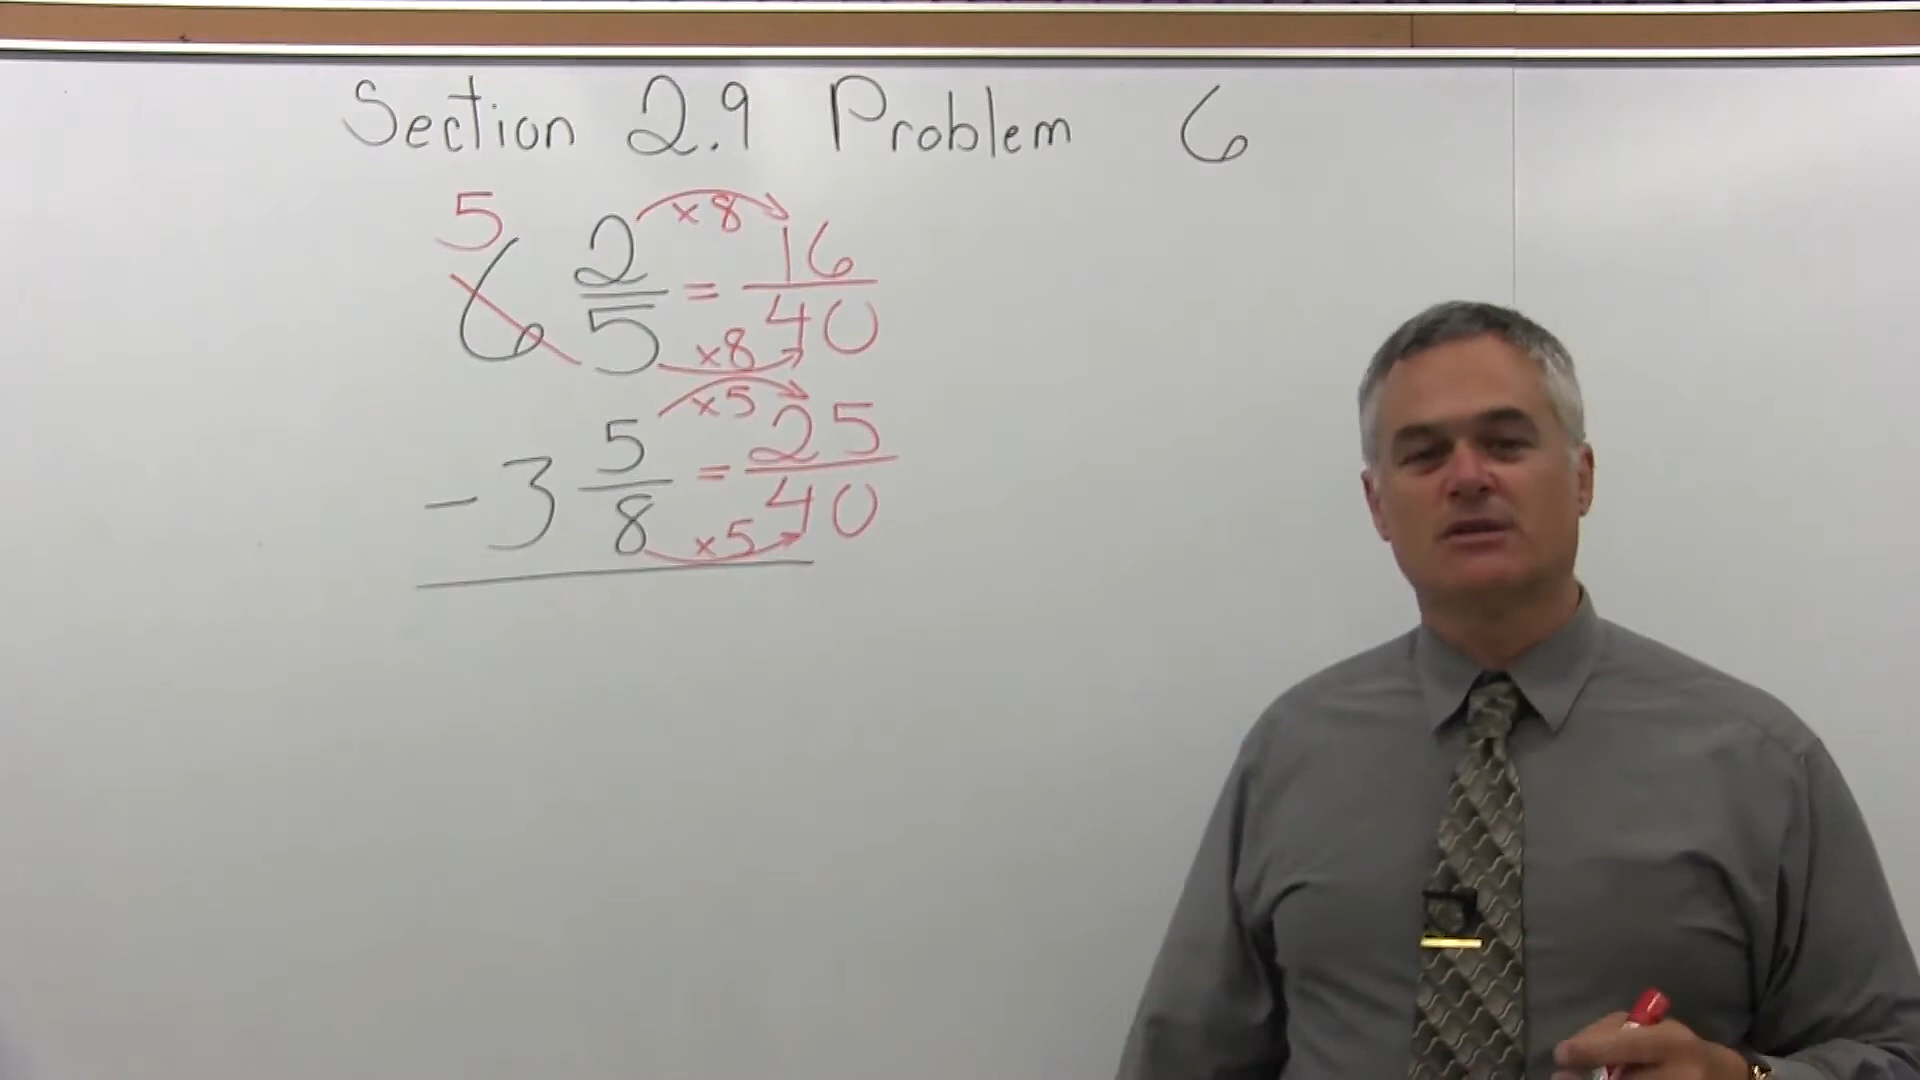 Section 2.9 Problem 6
5
×8
6 2/5 = 16/40
×8
×5
- 3 5/8 = 25/40
×5